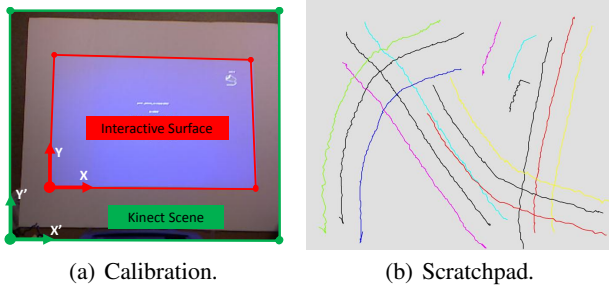 Interactive Surface
Y
X
Y'
Kinect Scene
X'
(a) Calibration.
(b) Scratchpad.